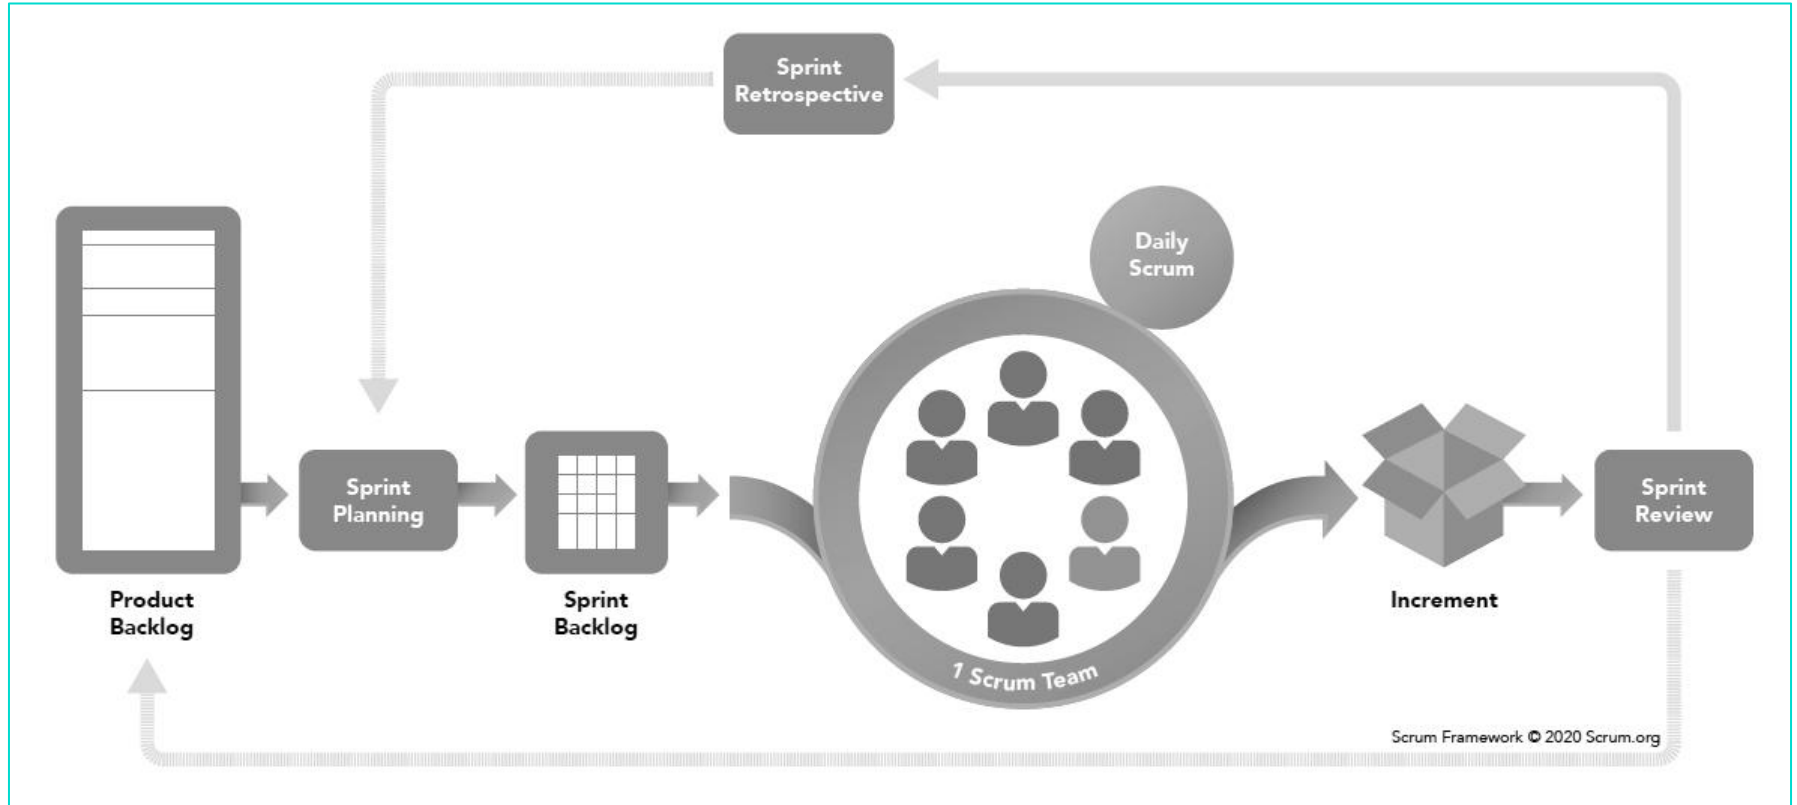 Sprint
Retrospective
Daily
Scrum
Product
Backlog
Sprint
Planning
Sprint
Backlog
1 Scrum Team
Increment
Sprint
Review
Scrum Framework © 2020 Scrum.org